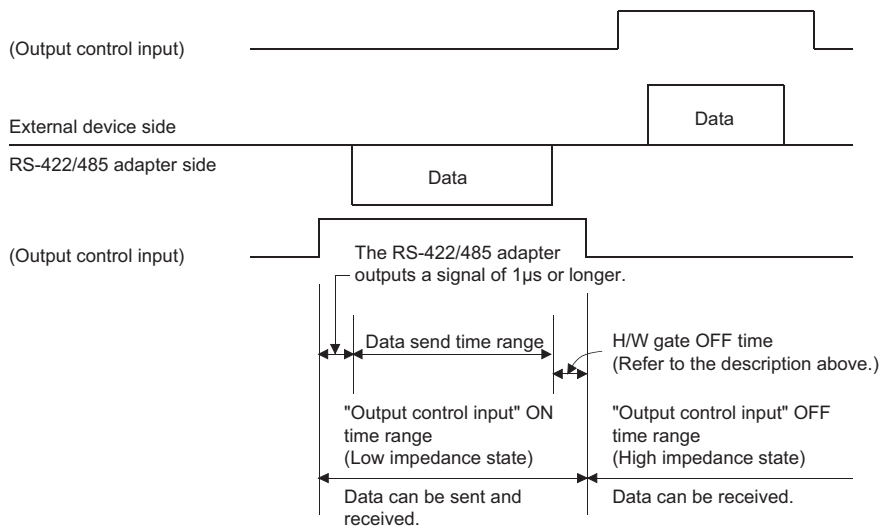 (Output control input)
Data
External device side
RS-422/485 adapter side
Data
(Output control input)
The RS-422/485 adapter
outputs a signal of 1µs or longer.
Data send time range
H/W gate OFF time
(Refer to the description above.)
"Output control input" ON
time range
(Low impedance state)
"Output control input" OFF
time range
(High impedance state)
Data can be sent and
received.
Data can be received.